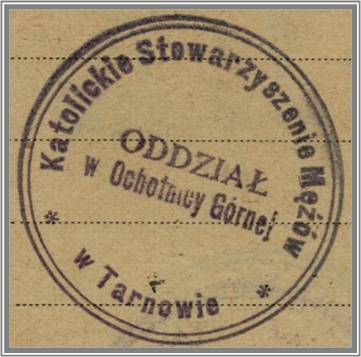 Katolickie Stowarzyszenie Mężów
w Tarnowie
ODDZIAŁ
w Ochotnicy Górnej